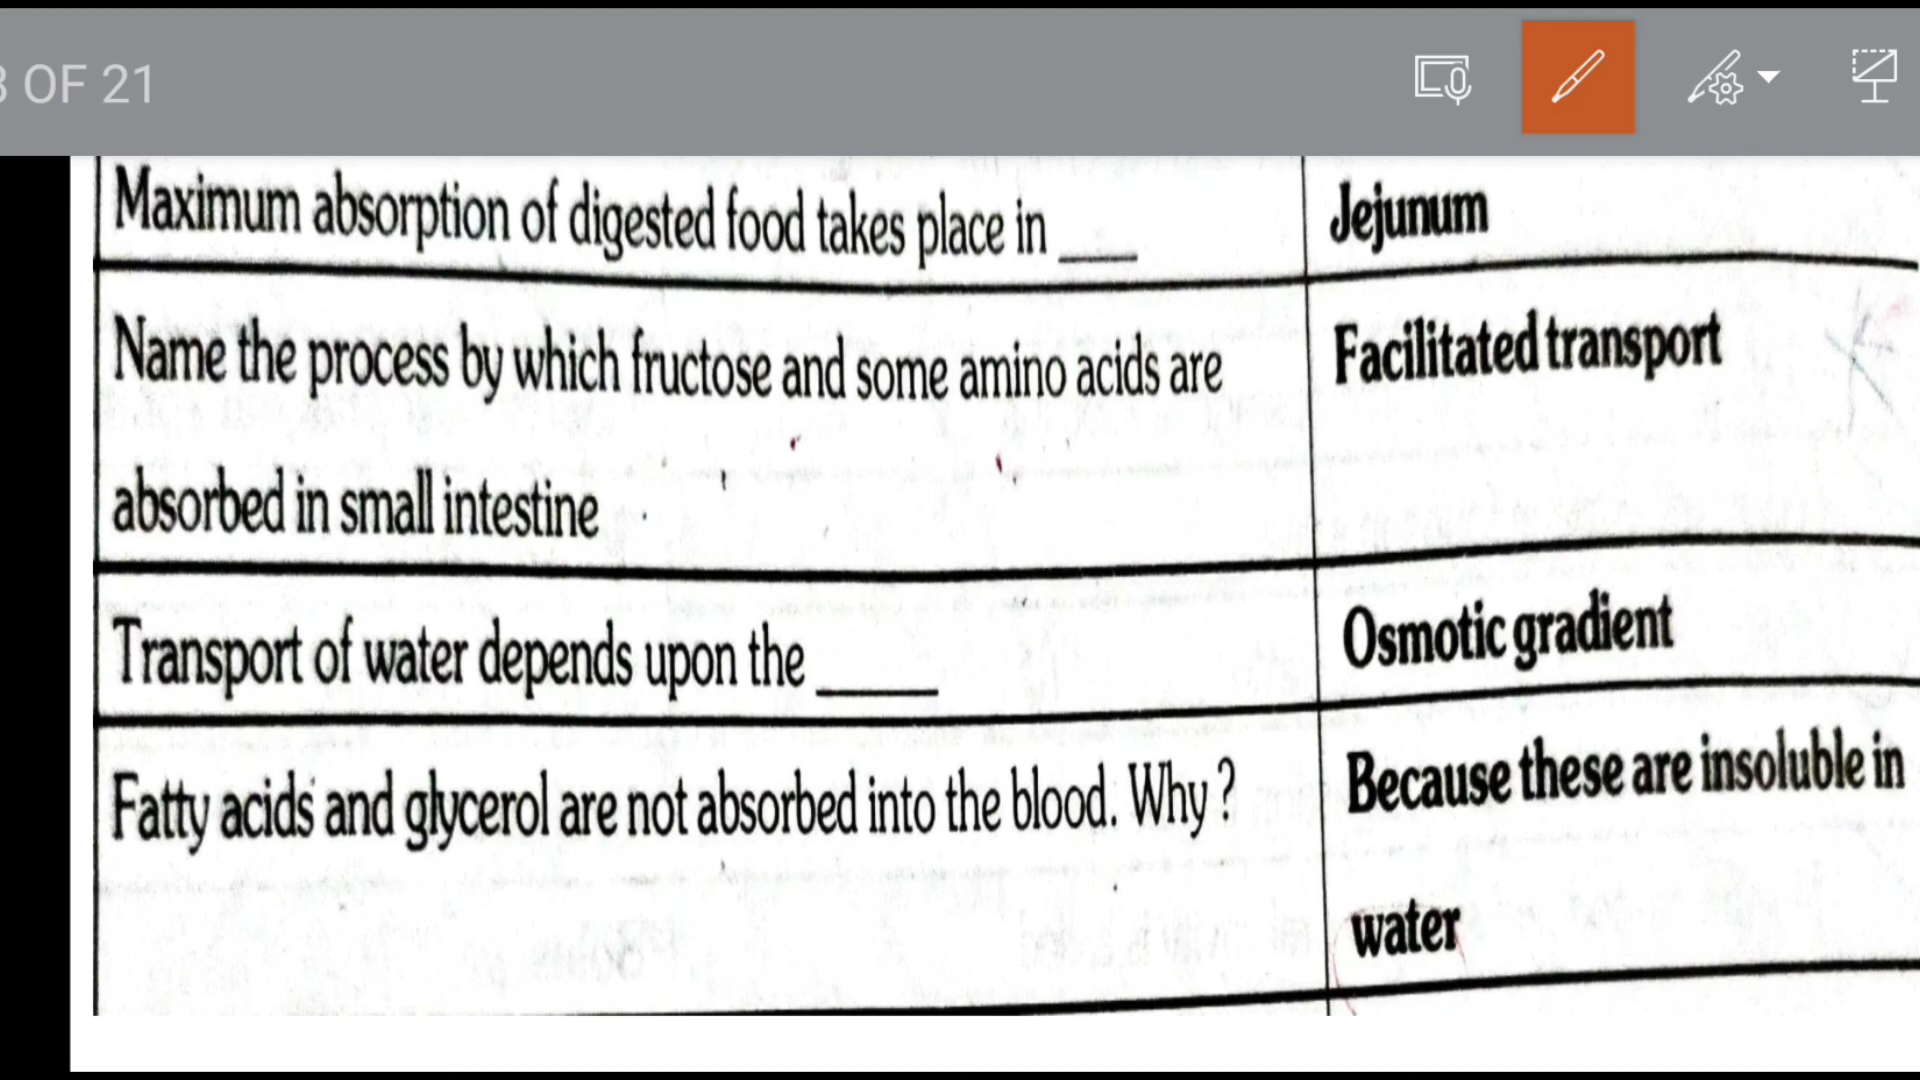 OF 21
Maximum absorption of digested food takes place in ____
Jejunum
Name the process by which fructose and some amino acids are
Facilitated transport
absorbed in small intestine
Transport of water depends upon the _____
Osmotic gradient
Fatty acids and glycerol are not absorbed into the blood. Why ?
Because these are insoluble in
water